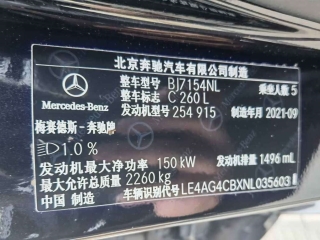 北京奔驰汽车有限公司制造
整车型号 BJ7154NL 乘坐人数 5
整车标志 C 260 L
Mercedes-Benz 发动机型号 254 915 制造年月 2021-09
梅赛德斯-奔驰牌
1.0 %
发动机最大净功率 150 kW 发动机排量 1496 mL
最大允许总质量 2260 kg
中国 制造 车辆识别代号 LE4AG4CBXNL035603